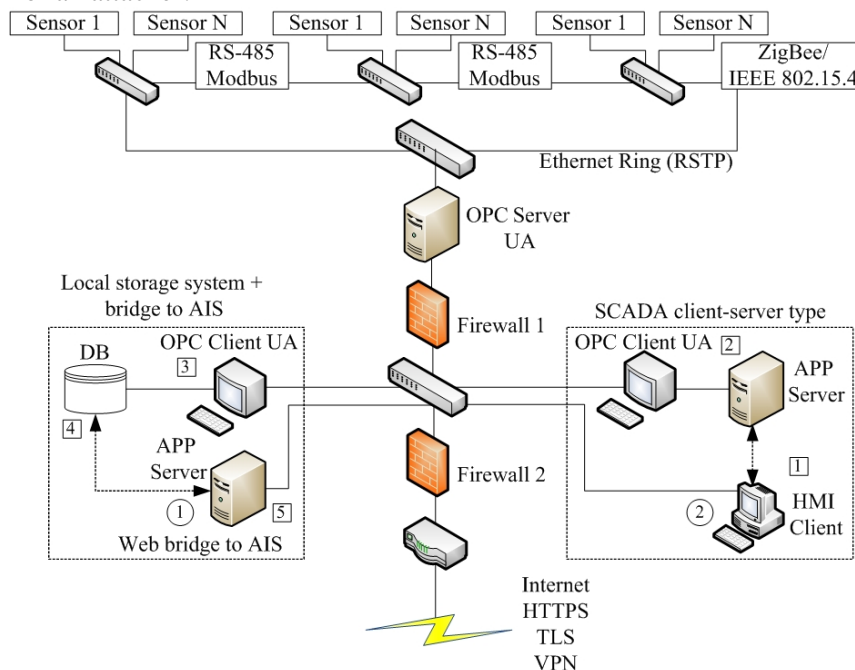 Sensor 1
Sensor N
Sensor 1
Sensor N
Sensor 1
Sensor N
RS-485
Modbus
RS-485
Modbus
ZigBee/
IEEE 802.15.4
Ethernet Ring (RSTP)
OPC Server
UA
Firewall 1
Local storage system +
bridge to AIS
DB
OPC Client UA
3
4
APP
Server
1
5
Web bridge to AIS
SCADA client-server type
OPC Client UA
2
APP
Server
1
2
HMI
Client
Firewall 2
Internet
HTTPS
TLS
VPN